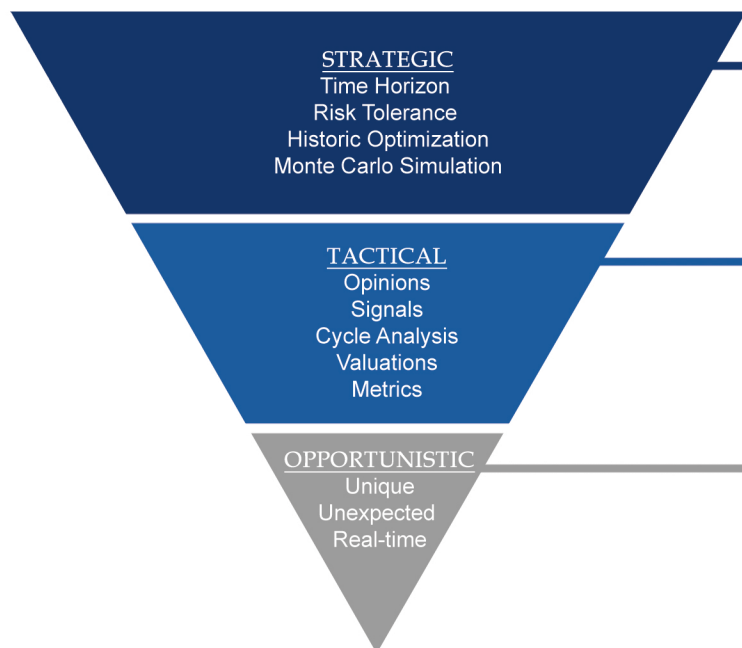 STRATEGIC
Time Horizon
Risk Tolerance
Historic Optimization
Monte Carlo Simulation
TACTICAL
Opinions
Signals
Cycle Analysis
Valuations
Metrics
OPPORTUNISTIC
Unique
Unexpected
Real-time